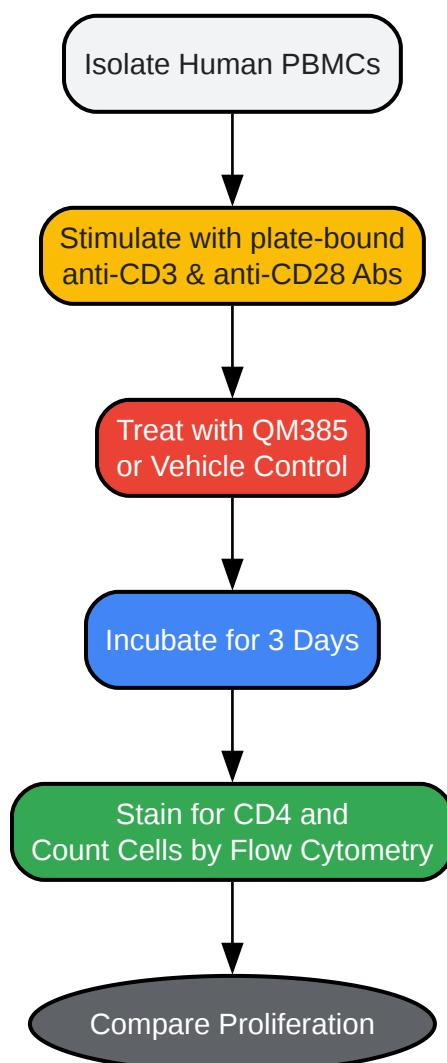 Isolate Human PBMCs
Stimulate with plate-bound
anti-CD3 & anti-CD28 Abs
Treat with QM385
or Vehicle Control
Incubate for 3 Days
Stain for CD4 and
Count Cells by Flow Cytometry
Compare Proliferation